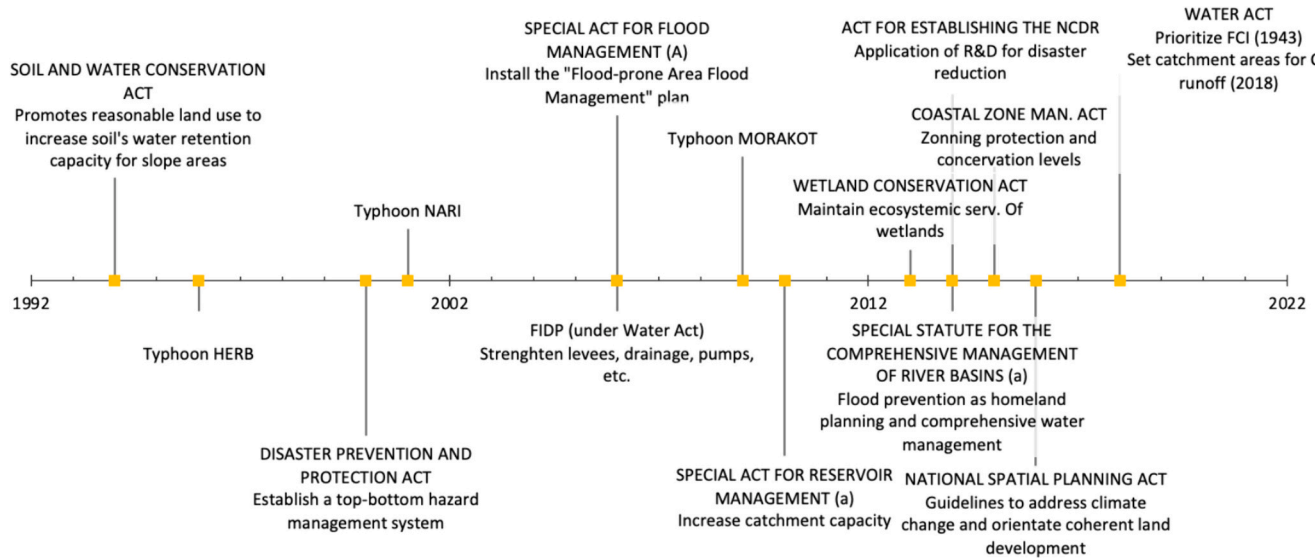 SOIL AND WATER CONSERVATION
ACT
Promotes reasonable land use to
increase soil's water retention
capacity for slope areas
Typhoon HERB
DISASTER PREVENTION AND
PROTECTION ACT
Establish a top-bottom hazard
management system
Typhoon NARI
SPECIAL ACT FOR FLOOD
MANAGEMENT (A)
Install the "Flood-prone Area Flood
Management" plan
FIDP (under Water Act)
Strenghten levees, drainage, pumps,
etc.
Typhoon MORAKOT
SPECIAL ACT FOR RESERVOIR
MANAGEMENT (a)
Increase catchment capacity
WETLAND CONSERVATION ACT
Maintain ecosystemic serv. Of
wetlands
ACT FOR ESTABLISHING THE NCDR
Application of R&D for disaster
reduction
SPECIAL STATUTE FOR THE
COMPREHENSIVE MANAGEMENT
OF RIVER BASINS (a)
Flood prevention as homeland
planning and comprehensive water
management
COASTAL ZONE MAN. ACT
Zonning protection and
concervation levels
NATIONAL SPATIAL PLANNING ACT
Guidelines to address climate
change and orientate coherent land
development
WATER ACT
Prioritize FCI (1943)
Set catchment areas for
runoff (2018)
1992
2002
2012
2022